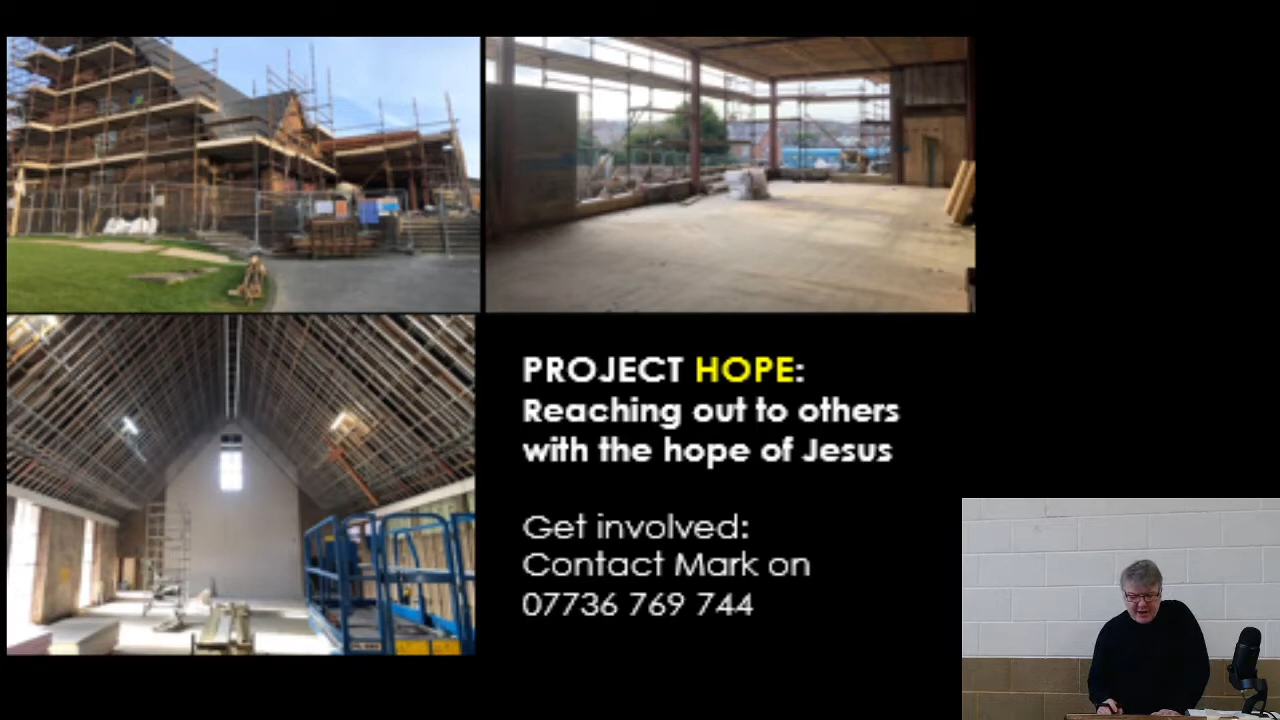 PROJECT HOPE:
Reaching out to others
with the hope of Jesus
Get involved:
Contact Mark on
07736 769 744